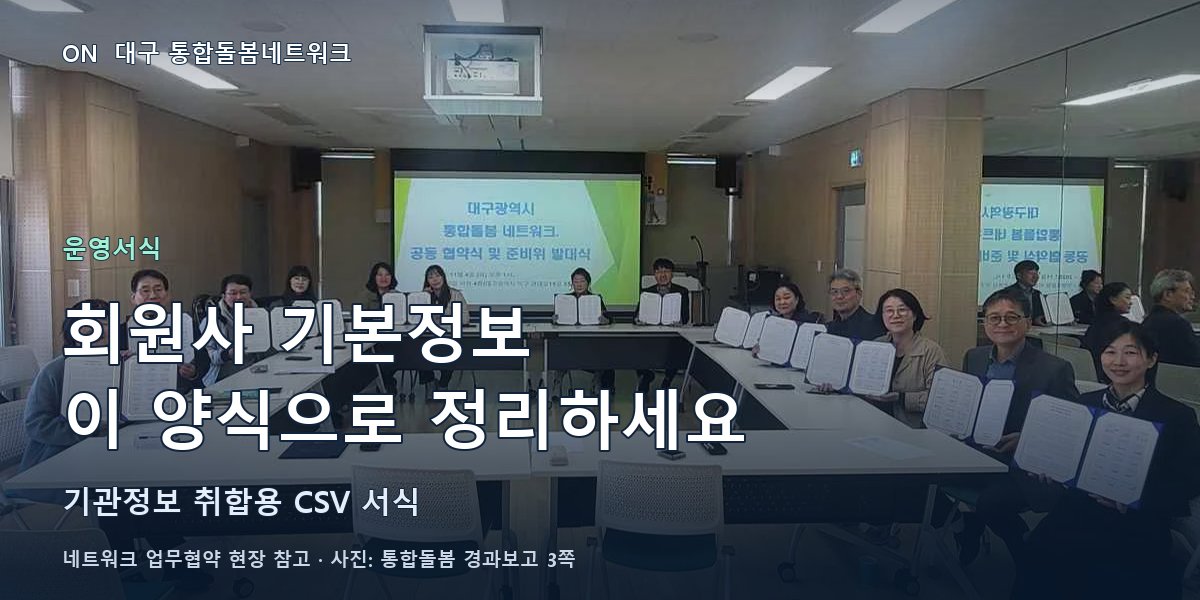 ON 대구 통합돌봄네트워크
대구광역시
통합돌봄 네트워크
공동 협약식 및 준비위 발대식
운영서식
회원사 기본정보
이 양식으로 정리하세요
기관정보 취합용 CSV 서식
네트워크 업무협약 현장 참고 · 사진: 통합돌봄 경과보고 3쪽